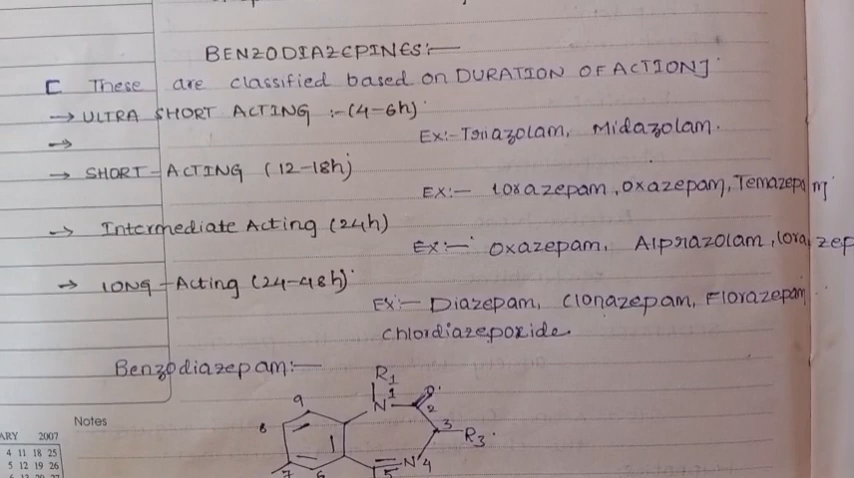 BENZODIAZEPINES:-
[ These are classified based on DURATION OF ACTION]
→ ULTRA SHORT ACTING :-(4-6h)
→
Ex:- Triazolam, Midazolam.
→ SHORT-ACTING (12-18h)
Ex:- lorazepam, Oxazepam, Temazepam
→ Intermediate Acting (24h)
Ex:- Oxazepam, Alprazolam, lora zep
→ LONG-Acting (24-48h)
Ex:- Diazepam, Clonazepam, Florazepam
Chlordiazepoxide.
Benzodiazepam:-
R1
9 N 1 2
8 3 R3
7 6 5 N 4
Notes
ARY 2007
4 11 18 25
5 12 19 26